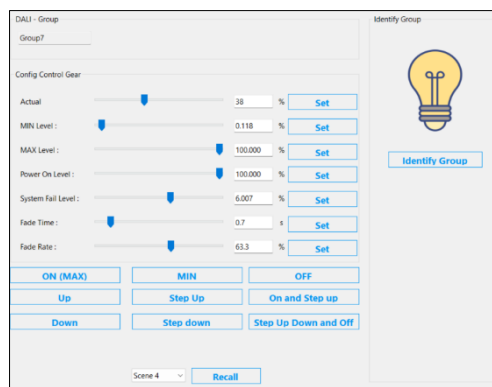 DALI - Group
Identify Group
Group7
Config Control Gear
Actual 38 % Set
MIN Level : 0.118 % Set
MAX Level : 100.000 % Set
Power On Level : 100.000 % Set
System Fail Level : 6.007 % Set
Fade Time : 0.7 s Set
Fade Rate : 63.3 % Set
Identify Group
ON (MAX) MIN OFF
Up Step Up On and Step up
Down Step down Step Up Down and Off
Scene 4 Recall